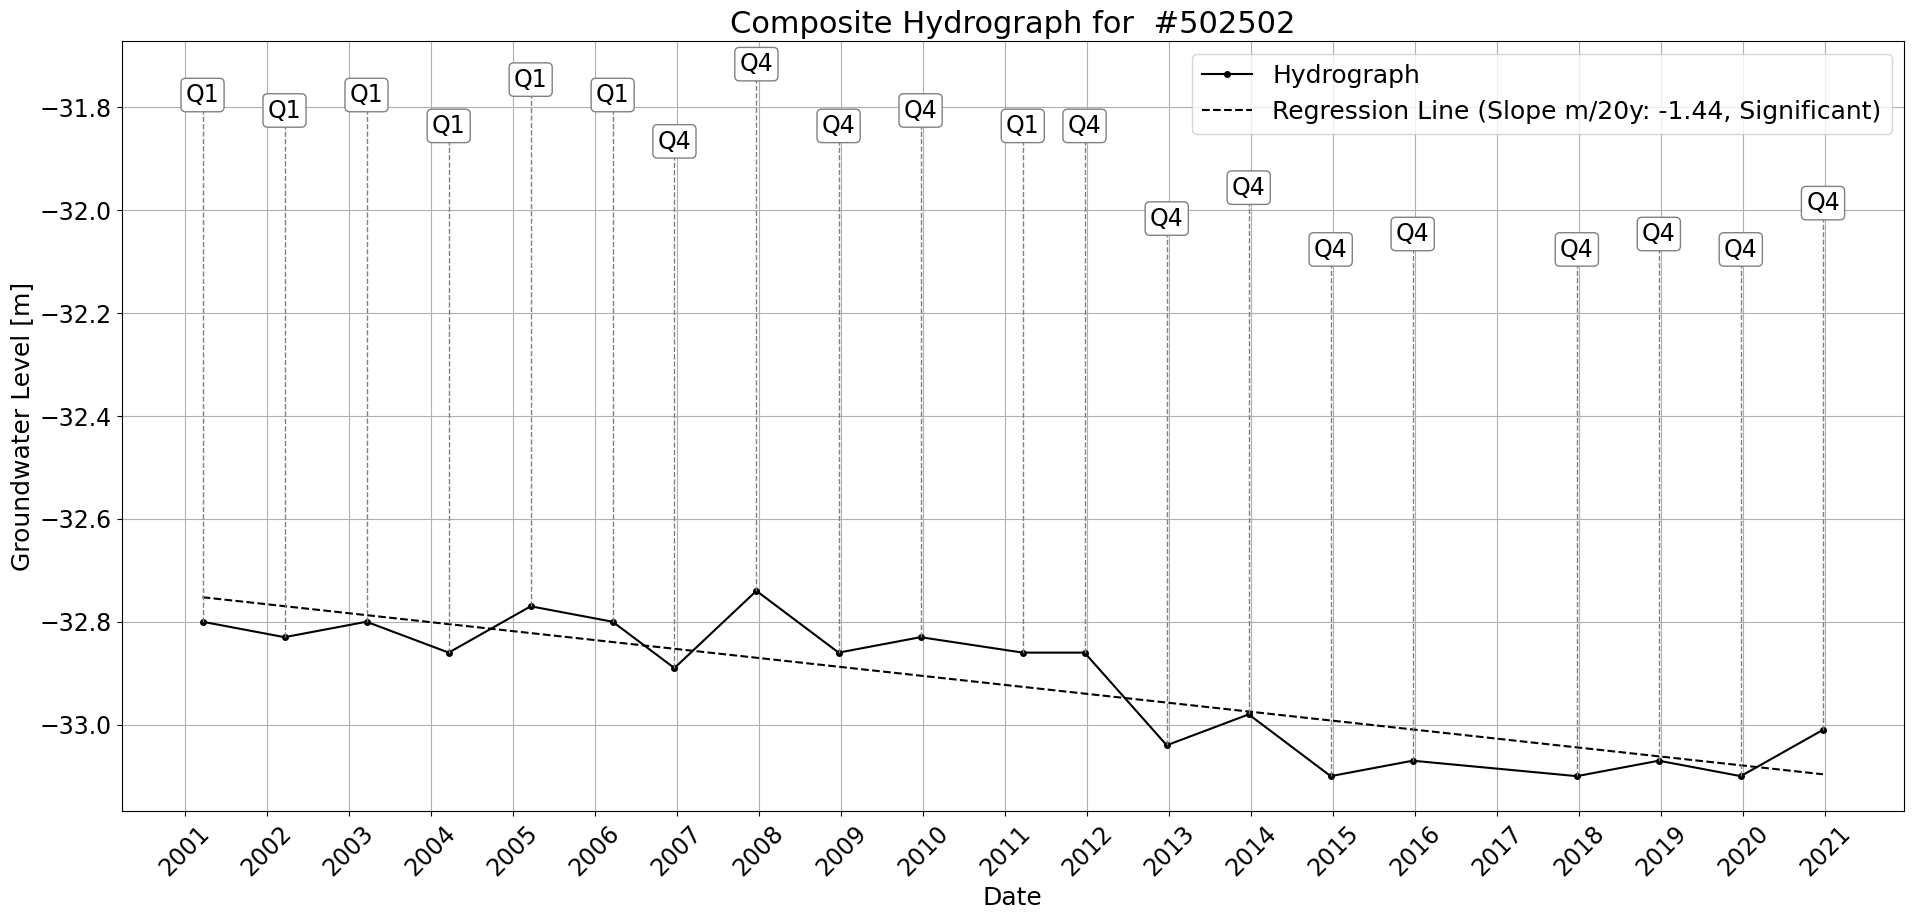 Composite Hydrograph for  #502502
Hydrograph
Regression Line (Slope m/20y: -1.44, Significant)
Q1
Q1
Q1
Q1
Q1
Q1
Q4
Q4
Q4
Q4
Q1
Q4
Q4
Q4
Q4
Q4
Q4
Q4
Q4
Q4
Groundwater Level [m]
−31.8
−32.0
−32.2
−32.4
−32.6
−32.8
−33.0
2001
2002
2003
2004
2005
2006
2007
2008
2009
2010
2011
2012
2013
2014
2015
2016
2017
2018
2019
2020
2021
Date